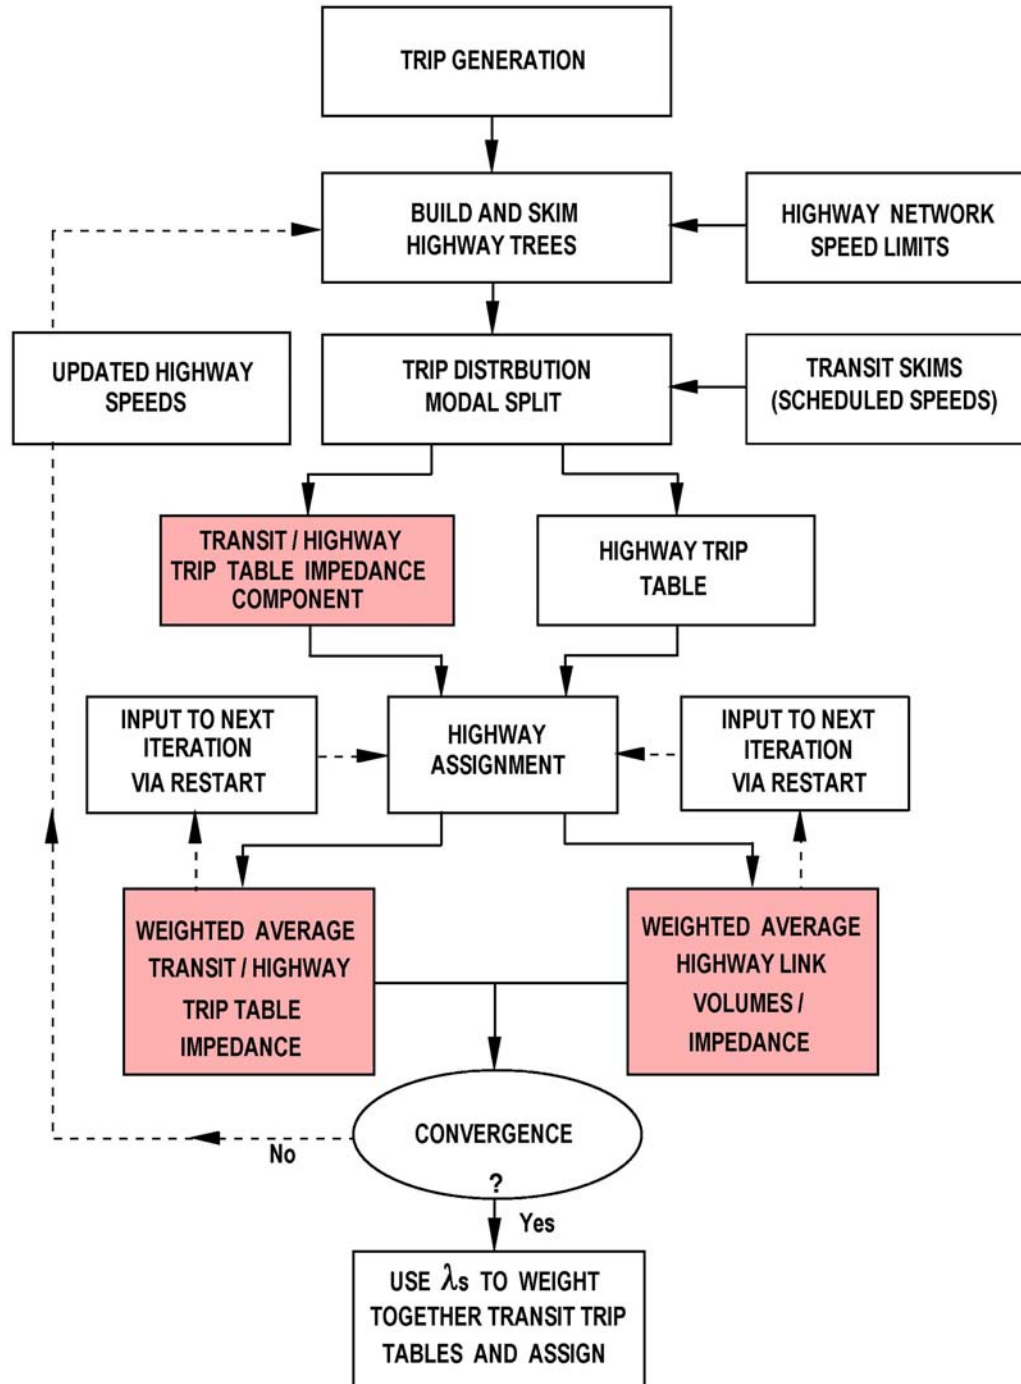 TRIP GENERATION
BUILD AND SKIM
HIGHWAY TREES
HIGHWAY NETWORK
SPEED LIMITS
UPDATED HIGHWAY
SPEEDS
TRIP DISTRBUTION
MODAL SPLIT
TRANSIT SKIMS
(SCHEDULED SPEEDS)
TRANSIT / HIGHWAY
TRIP TABLE IMPEDANCE
COMPONENT
HIGHWAY TRIP
TABLE
INPUT TO NEXT
ITERATION
VIA RESTART
HIGHWAY
ASSIGNMENT
INPUT TO NEXT
ITERATION
VIA RESTART
WEIGHTED AVERAGE
TRANSIT / HIGHWAY
TRIP TABLE
IMPEDANCE
WEIGHTED AVERAGE
HIGHWAY LINK
VOLUMES /
IMPEDANCE
CONVERGENCE
?
No
Yes
USE λs TO WEIGHT
TOGETHER TRANSIT TRIP
TABLES AND ASSIGN